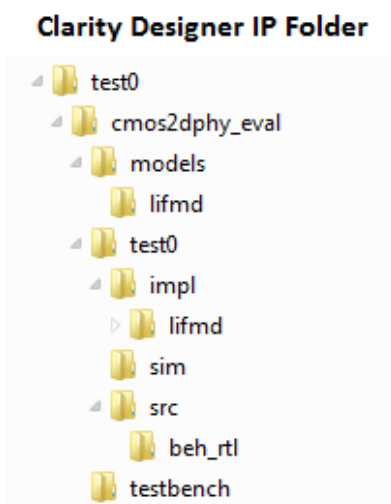 Clarity Designer IP Folder
test0
cmos2dphy_eval
models
lifmd
test0
impl
lifmd
sim
src
beh_rtl
testbench